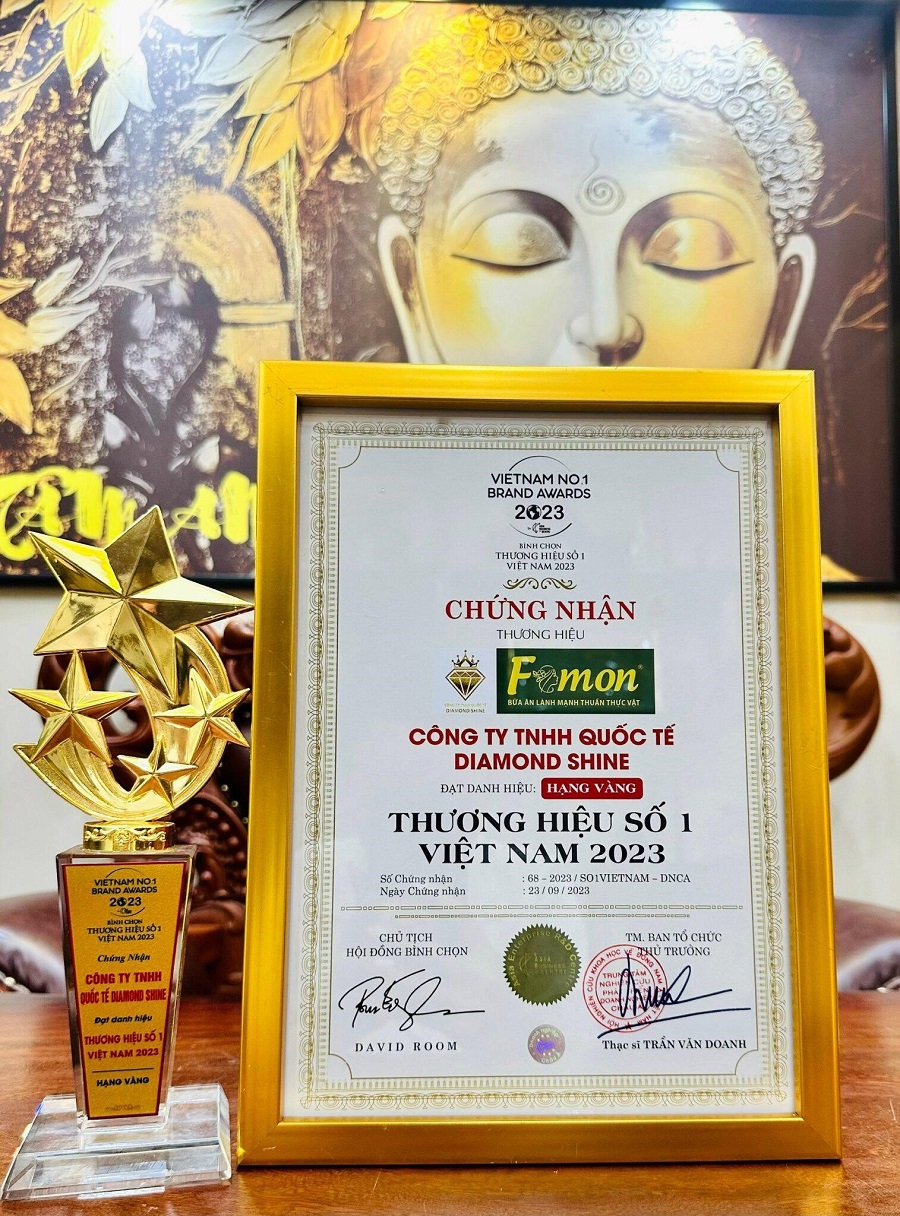 VIETNAM NO.1
BRAND AWARDS
2023
by
BÌNH CHỌN
THƯƠNG HIỆU SỐ 1
VIỆT NAM 2023
CHỨNG NHẬN
THƯƠNG HIỆU
DIAMOND SHINE
Fomon
BỮA ĂN LÀNH MẠNH THUẦN THỰC VẬT
CÔNG TY TNHH QUỐC TẾ
DIAMOND SHINE
ĐẠT DANH HIỆU: HẠNG VÀNG
THƯƠNG HIỆU SỐ 1
VIỆT NAM 2023
Số Chứng nhận : 68 – 2023 / SO1VIETNAM – DNCA
Ngày Chứng nhận : 23 / 09 / 2023
CHỦ TỊCH
HỘI ĐỒNG BÌNH CHỌN
DAVID ROOM
TM. BAN TỔ CHỨC
THỦ TRƯỞNG
TRUNG TÂM
Thạc sĩ TRẦN VĂN DOANH
VIETNAM NO.1
BRAND AWARDS
2023
BÌNH CHỌN
THƯƠNG HIỆU SỐ 1
VIỆT NAM 2023
Chứng Nhận
CÔNG TY TNHH
QUỐC TẾ DIAMOND SHINE
Đạt danh hiệu
THƯƠNG HIỆU SỐ 1
VIỆT NAM 2023
HẠNG VÀNG